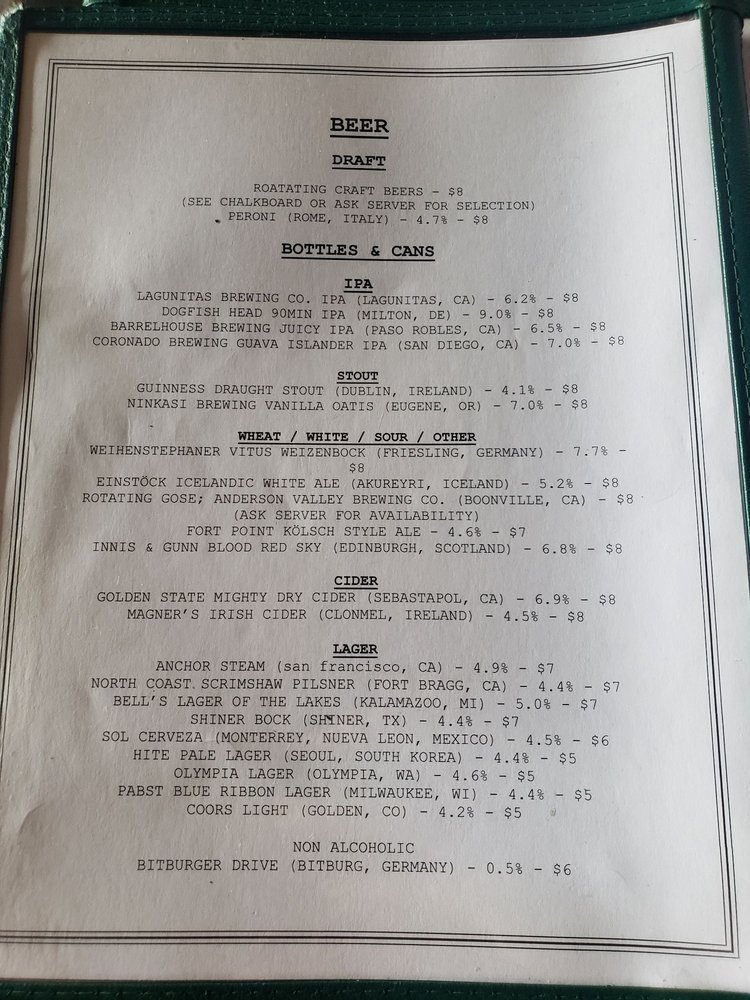 BEER
DRAFT
ROATATING CRAFT BEERS - $8
(SEE CHALKBOARD OR ASK SERVER FOR SELECTION)
PERONI (ROME, ITALY) - 4.7% - $8
BOTTLES & CANS
IPA
LAGUNITAS BREWING CO. IPA (LAGUNITAS, CA) - 6.2% - $8
DOGFISH HEAD 90MIN IPA (MILTON, DE) - 9.0% - $8
BARRELHOUSE BREWING JUICY IPA (PASO ROBLES, CA) - 6.5% - $8
CORONADO BREWING GUAVA ISLANDER IPA (SAN DIEGO, CA) - 7.0% - $8
STOUT
GUINNESS DRAUGHT STOUT (DUBLIN, IRELAND) - 4.1% - $8
NINKASI BREWING VANILLA OATIS (EUGENE, OR) - 7.0% - $8
WHEAT / WHITE / SOUR / OTHER
WEIHENSTEPHANER VITUS WEIZENBOCK (FRIESLING, GERMANY) - 7.7% -
$8
EINSTÖCK ICELANDIC WHITE ALE (AKUREYRI, ICELAND) - 5.2% - $8
ROTATING GOSE; ANDERSON VALLEY BREWING CO. (BOONVILLE, CA) - $8
(ASK SERVER FOR AVAILABILITY)
FORT POINT KÖLSCH STYLE ALE - 4.6% - $7
INNIS & GUNN BLOOD RED SKY (EDINBURGH, SCOTLAND) - 6.8% - $8
CIDER
GOLDEN STATE MIGHTY DRY CIDER (SEBASTAPOL, CA) - 6.9% - $8
MAGNER'S IRISH CIDER (CLONMEL, IRELAND) - 4.5% - $8
LAGER
ANCHOR STEAM (san francisco, CA) - 4.9% - $7
NORTH COAST SCRIMSHAW PILSNER (FORT BRAGG, CA) - 4.4% - $7
BELL'S LAGER OF THE LAKES (KALAMAZOO, MI) - 5.0% - $7
SHINER BOCK (SHINER, TX) - 4.4% - $7
SOL CERVEZA (MONTERREY, NUEVA LEON, MEXICO) - 4.5% - $6
HITE PALE LAGER (SEOUL, SOUTH KOREA) - 4.4% - $5
OLYMPIA LAGER (OLYMPIA, WA) - 4.6% - $5
PABST BLUE RIBBON LAGER (MILWAUKEE, WI) - 4.4% - $5
COORS LIGHT (GOLDEN, CO) - 4.2% - $5
NON ALCOHOLIC
BITBURGER DRIVE (BITBURG, GERMANY) - 0.5% - $6